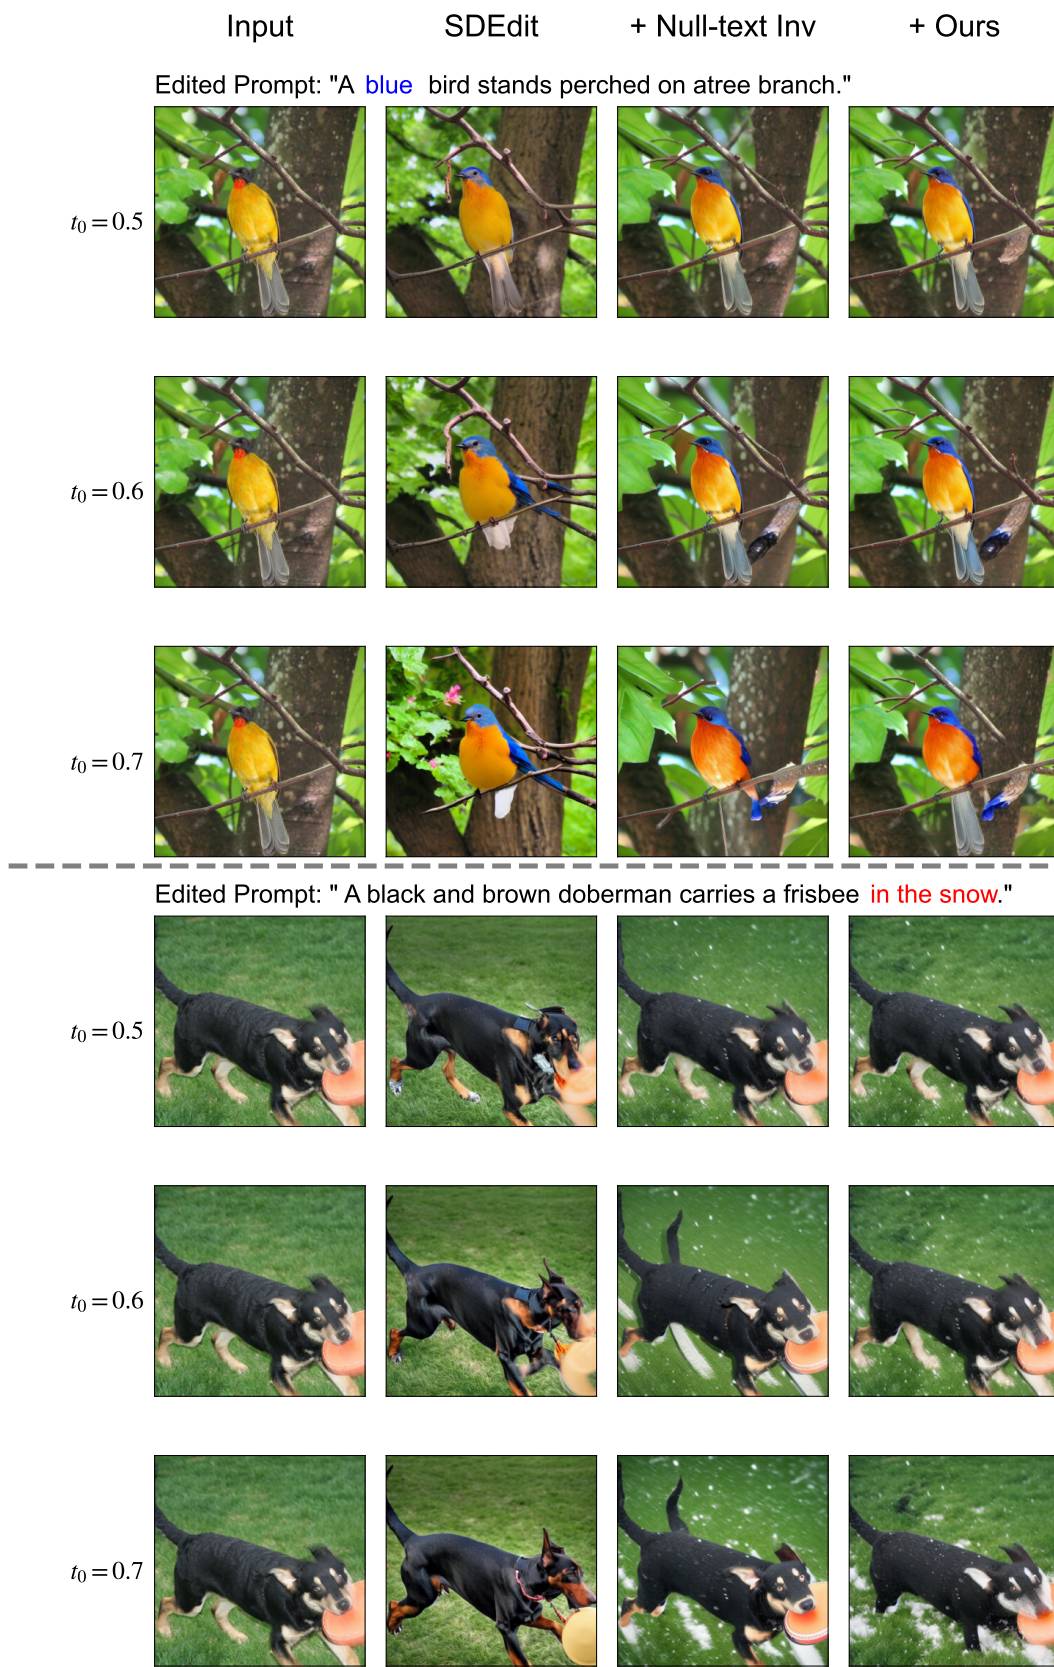 Input SDEdit + Null-text Inv + Ours
Edited Prompt: "A blue bird stands perched on atree branch."
t₀ = 0.5
t₀ = 0.6
t₀ = 0.7
Edited Prompt: " A black and brown doberman carries a frisbee in the snow."
t₀ = 0.5
t₀ = 0.6
t₀ = 0.7